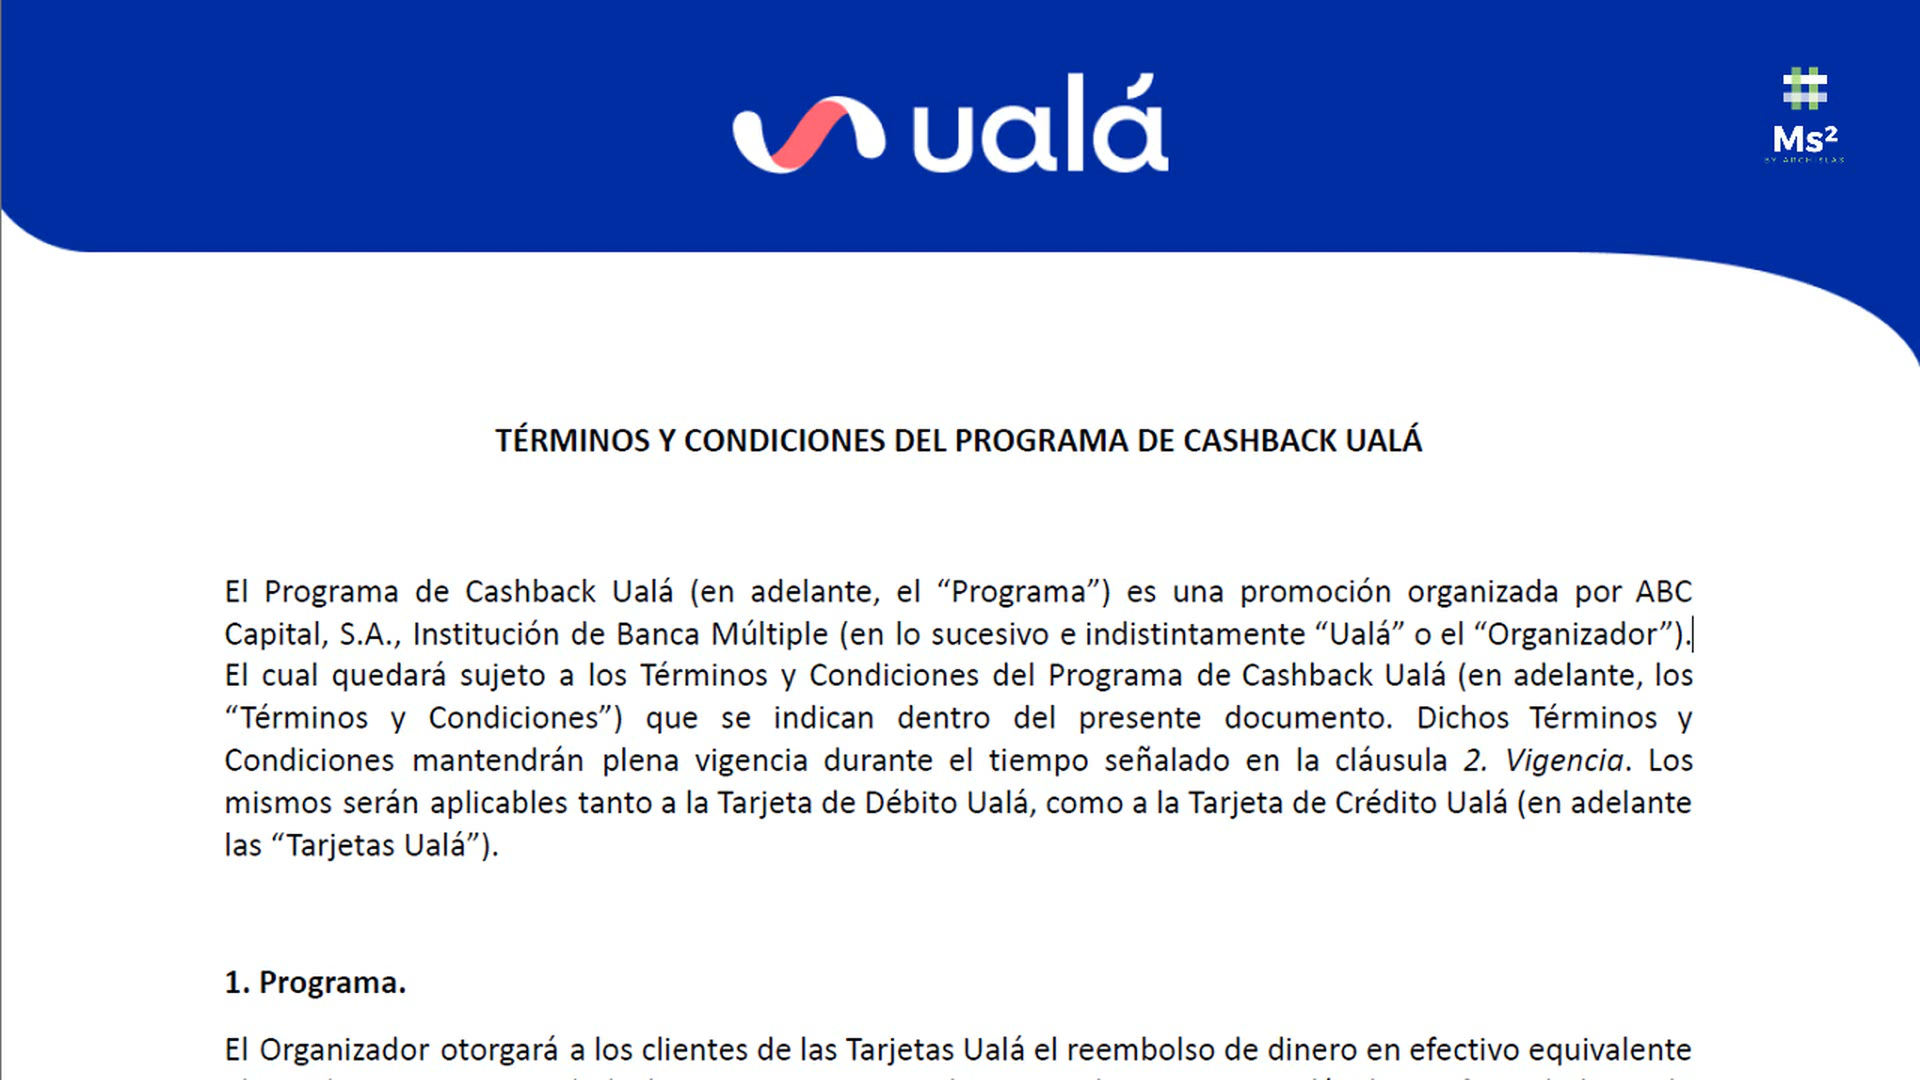 ualá
Ms²
BY ARCHISLAS
TÉRMINOS Y CONDICIONES DEL PROGRAMA DE CASHBACK UALÁ
El Programa de Cashback Ualá (en adelante, el “Programa”) es una promoción organizada por ABC
Capital, S.A., Institución de Banca Múltiple (en lo sucesivo e indistintamente “Ualá” o el “Organizador”).
El cual quedará sujeto a los Términos y Condiciones del Programa de Cashback Ualá (en adelante, los
“Términos y Condiciones”) que se indican dentro del presente documento. Dichos Términos y
Condiciones mantendrán plena vigencia durante el tiempo señalado en la cláusula 2. Vigencia. Los
mismos serán aplicables tanto a la Tarjeta de Débito Ualá, como a la Tarjeta de Crédito Ualá (en adelante
las “Tarjetas Ualá”).
1. Programa.
El Organizador otorgará a los clientes de las Tarjetas Ualá el reembolso de dinero en efectivo equivalente